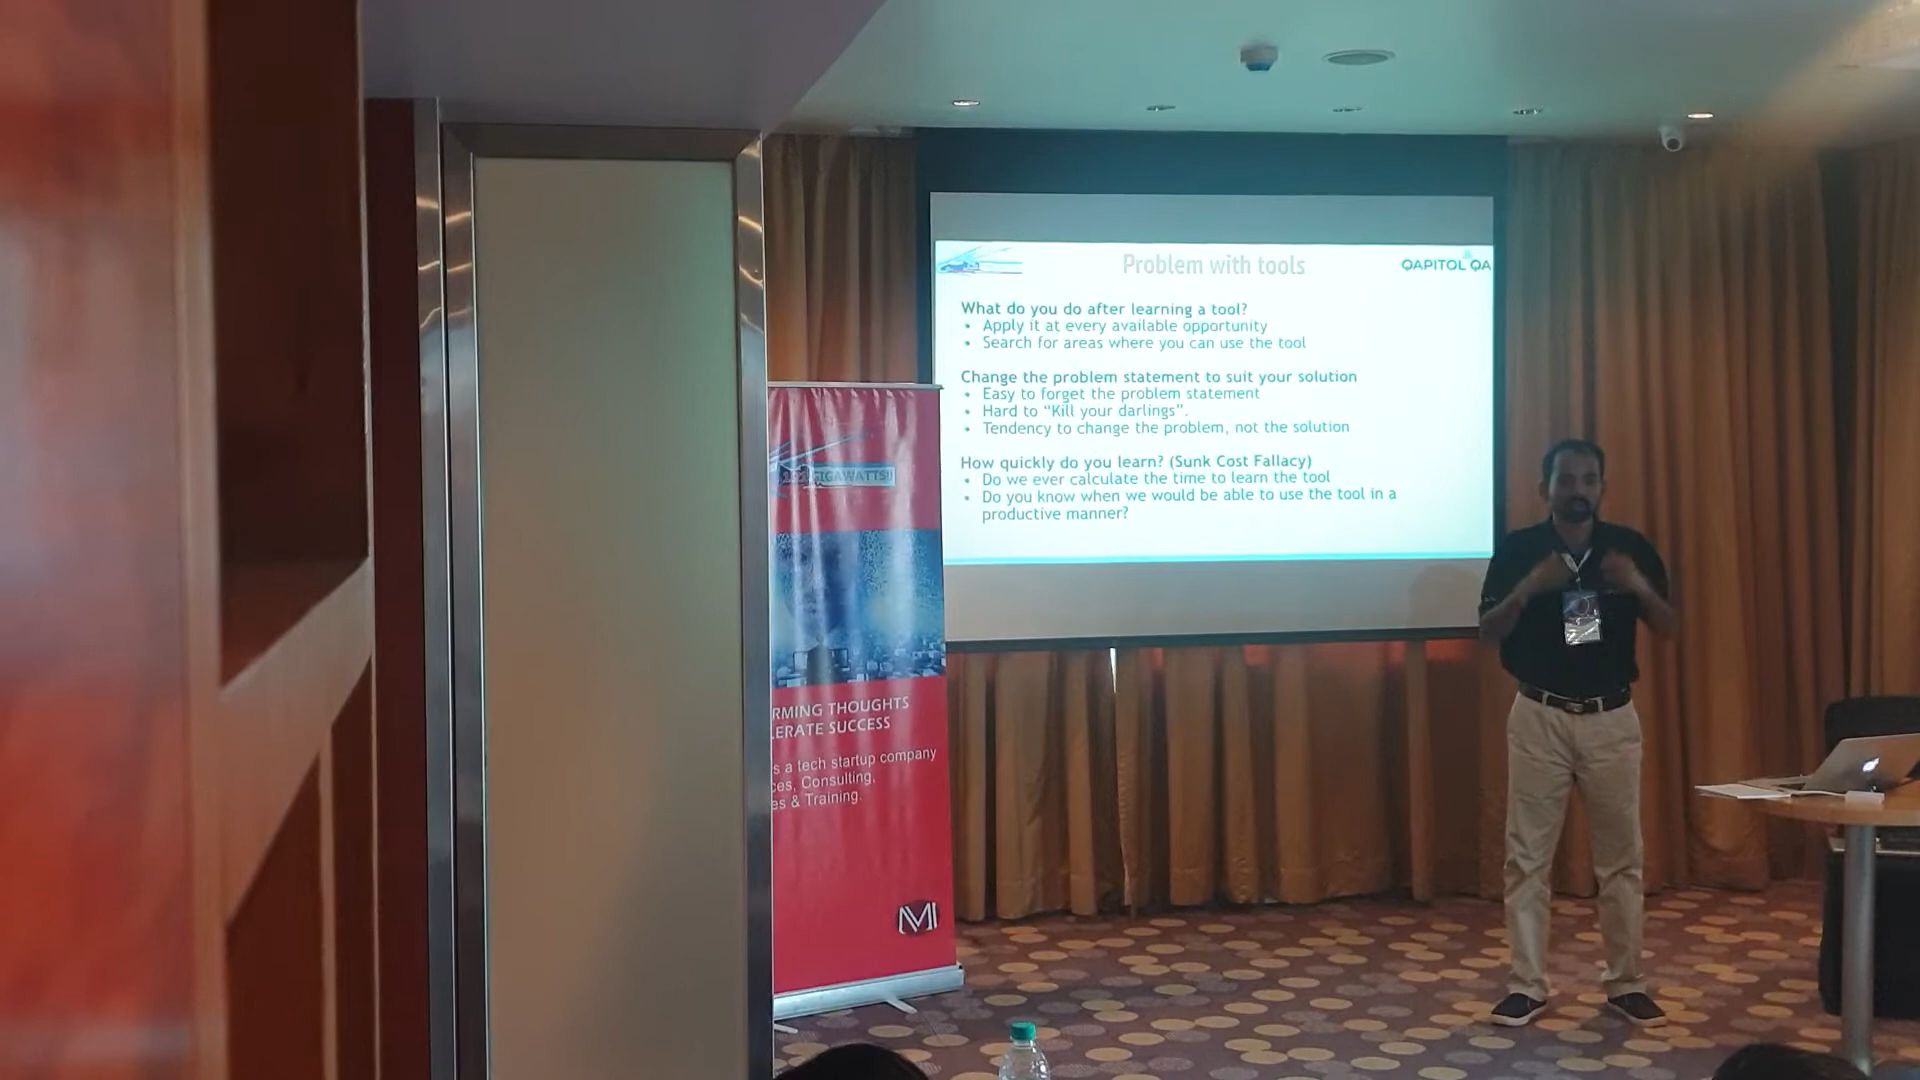 Problem with tools
QAPITOL QA
What do you do after learning a tool?
• Apply it at every available opportunity
• Search for areas where you can use the tool
Change the problem statement to suit your solution
• Easy to forget the problem statement
• Hard to “Kill your darlings”.
• Tendency to change the problem, not the solution
How quickly do you learn? (Sunk Cost Fallacy)
• Do we ever calculate the time to learn the tool
• Do you know when we would be able to use the tool in a
productive manner?
GIGAWATTS!!
RMING THOUGHTS
ERATE SUCCESS
s a tech startup company
ces, Consulting,
es & Training.